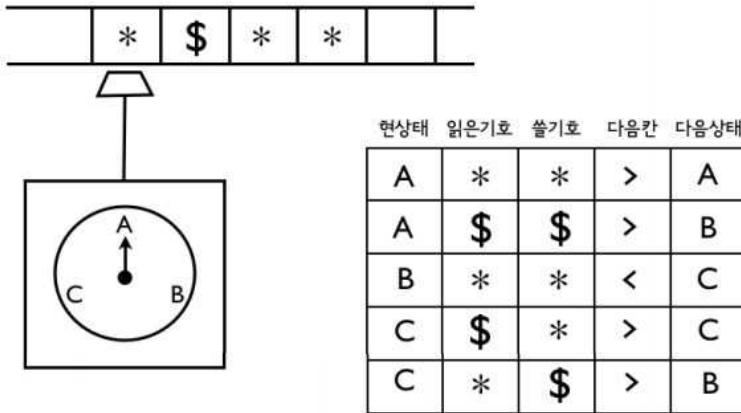 * $ * *
현상태 읽은기호 쓸기호 다음칸 다음상태
A * * > A
A $ $ > B
B * * < C
C $ * > C
C * $ > B
A
C B